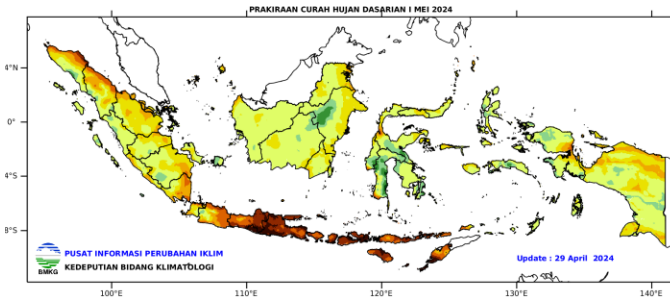 PRAKIRAAN CURAH HUJAN DASARIAN I MEI 2024
4°N
0°
4°S
8°S
PUSAT INFORMASI PERUBAHAN IKLIM
KEDEPUTIAN BIDANG KLIMATOLOGI
BMKG
Update : 29 April 2024
100°E
110°E
120°E
130°E
140°E